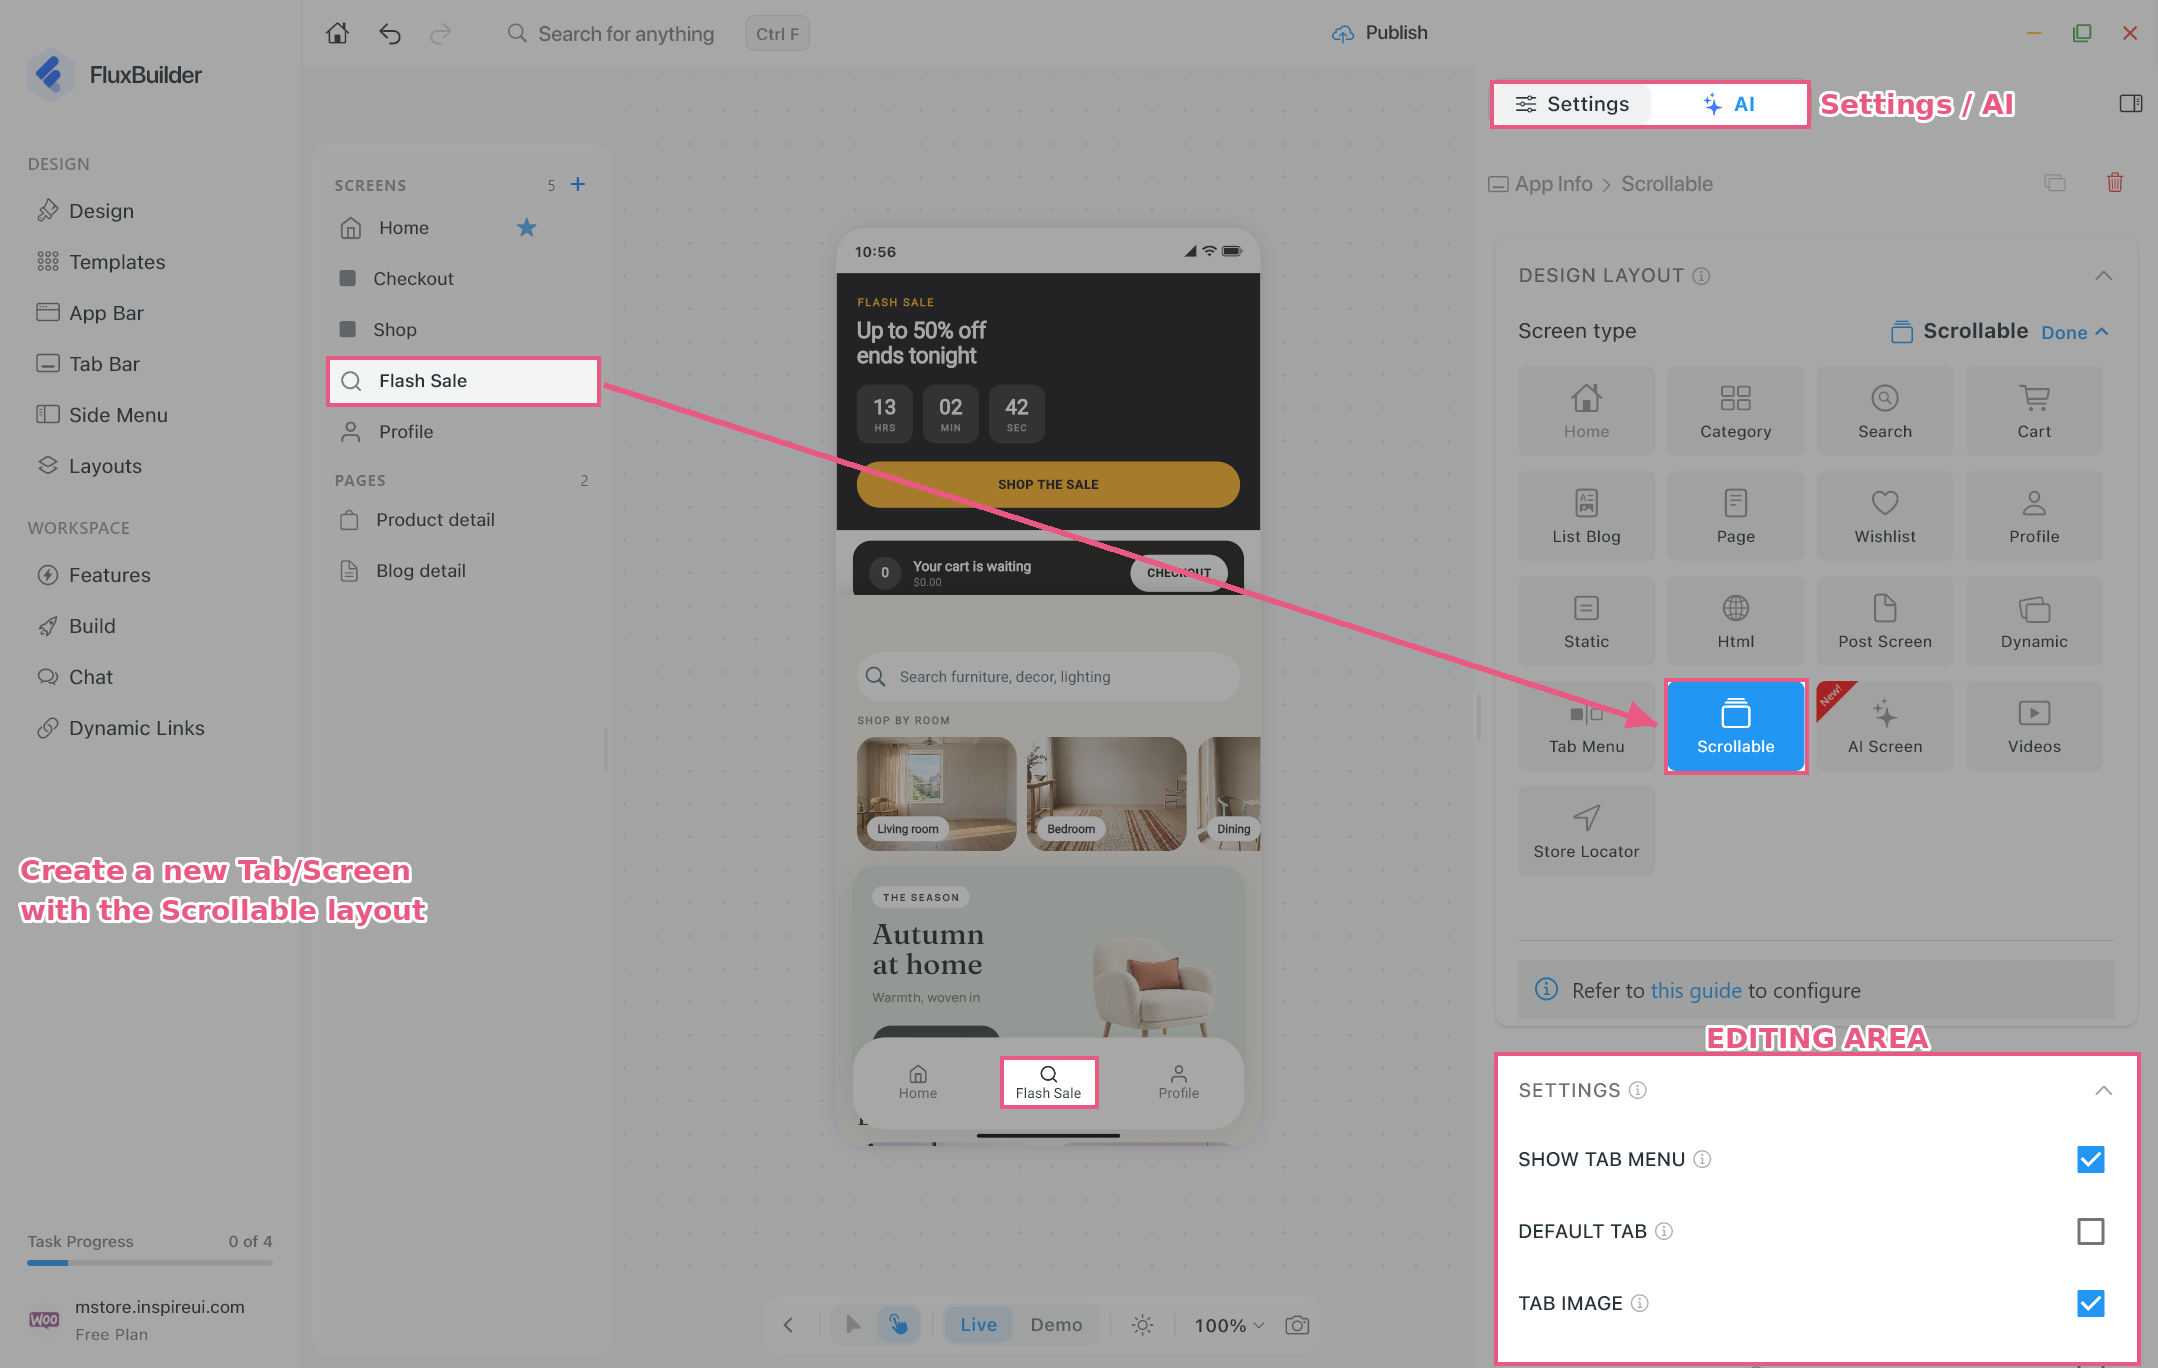 FluxBuilder
DESIGN
Design
Templates
App Bar
Tab Bar
Side Menu
Layouts
WORKSPACE
Features
Build
Chat
Dynamic Links
Create a new Tab/Screen
with the Scrollable layout
Task Progress 0 of 4
WOO
mstore.inspireui.com
Free Plan
Search for anything Ctrl F
Publish
SCREENS 5
Home
Checkout
Shop
Flash Sale
Profile
PAGES 2
Product detail
Blog detail
10:56
FLASH SALE
Up to 50% off
ends tonight
13 02 42
HRS MIN SEC
SHOP THE SALE
0 Your cart is waiting
$0.00
CHECKOUT
Search furniture, decor, lighting
SHOP BY ROOM
Living room Bedroom Dining
THE SEASON
Autumn
at home
Warmth, woven in
Home Flash Sale Profile
Live Demo 100%
Settings AI
Settings / AI
App Info > Scrollable
DESIGN LAYOUT
Screen type Scrollable Done
Home Category Search Cart
List Blog Page Wishlist Profile
Static Html Post Screen Dynamic
New!
Tab Menu Scrollable AI Screen Videos
Store Locator
Refer to this guide to configure
EDITING AREA
SETTINGS
SHOW TAB MENU
DEFAULT TAB
TAB IMAGE